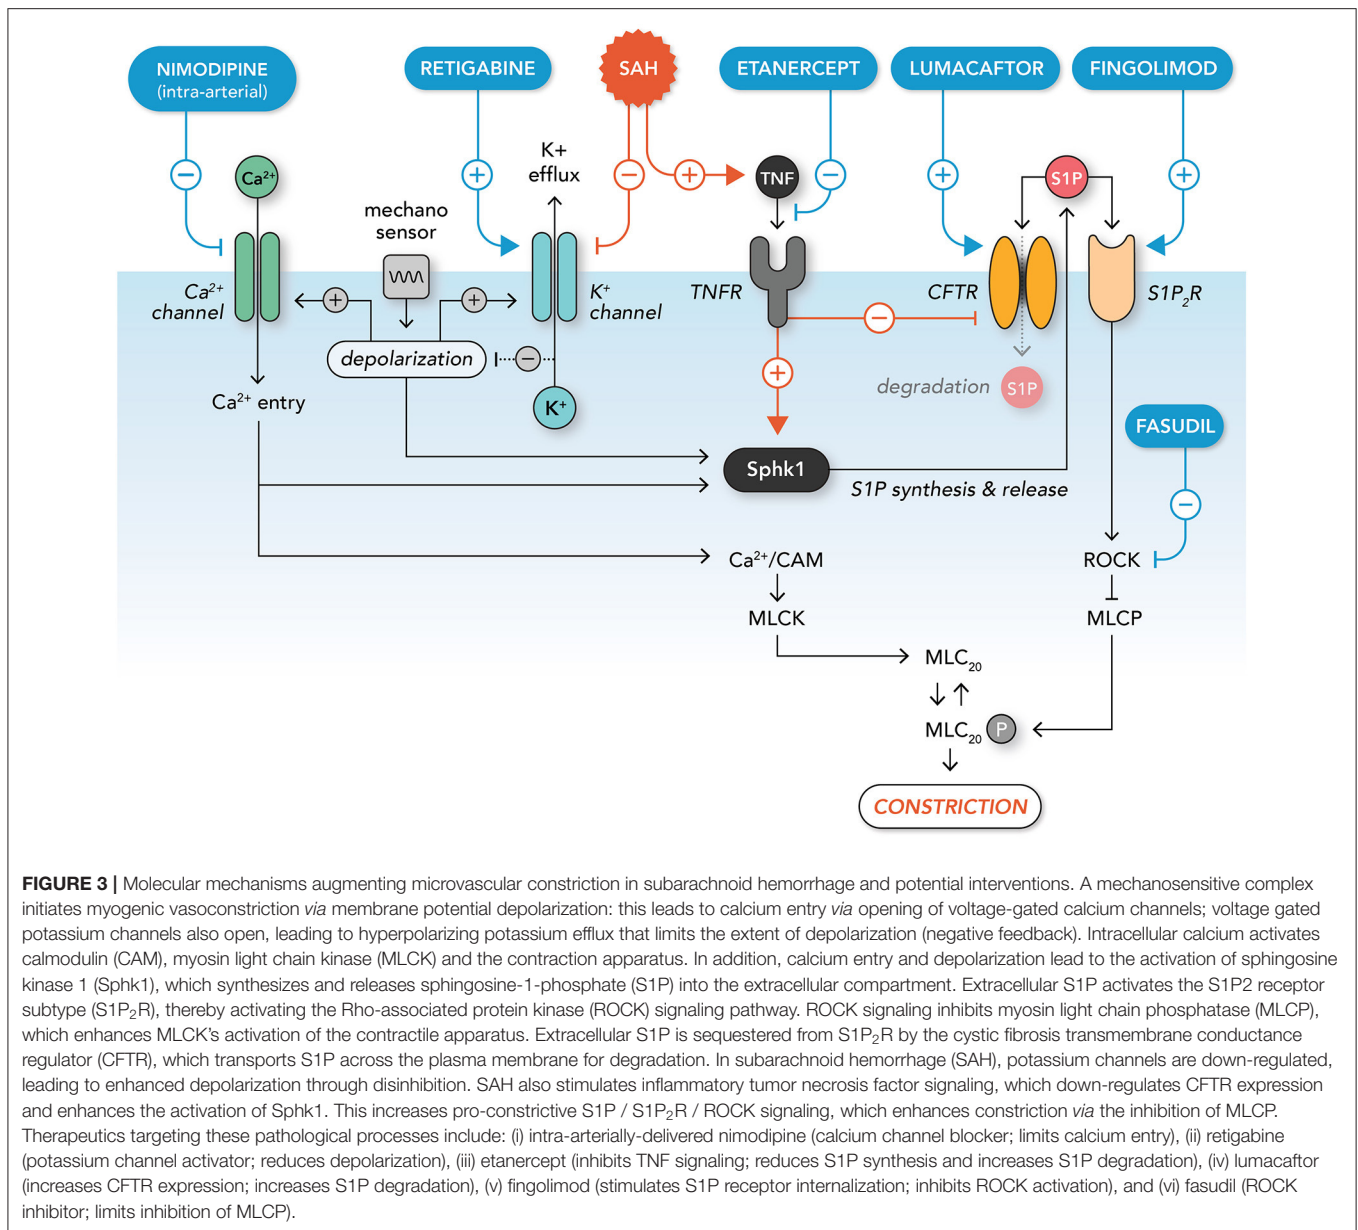 NIMODIPINE
(intra-arterial)
RETIGABINE
SAH
ETANERCEPT
LUMACAFTOR
FINGOLIMOD
−
Ca²⁺
+
K+
efflux
−
+
TNF
−
+
S1P
+
mechano
sensor
Ca²⁺
channel
+
+
K⁺
channel
TNFR
CFTR
S1P₂R
−
depolarization
−
+
degradation
S1P
Ca²⁺ entry
K⁺
FASUDIL
Sphk1
S1P synthesis & release
−
Ca²⁺/CAM
ROCK
MLCK
MLCP
MLC₂₀
MLC₂₀ P
CONSTRICTION
FIGURE 3 | Molecular mechanisms augmenting microvascular constriction in subarachnoid hemorrhage and potential interventions. A mechanosensitive complex
initiates myogenic vasoconstriction via membrane potential depolarization: this leads to calcium entry via opening of voltage-gated calcium channels; voltage gated
potassium channels also open, leading to hyperpolarizing potassium efflux that limits the extent of depolarization (negative feedback). Intracellular calcium activates
calmodulin (CAM), myosin light chain kinase (MLCK) and the contraction apparatus. In addition, calcium entry and depolarization lead to the activation of sphingosine
kinase 1 (Sphk1), which synthesizes and releases sphingosine-1-phosphate (S1P) into the extracellular compartment. Extracellular S1P activates the S1P2 receptor
subtype (S1P₂R), thereby activating the Rho-associated protein kinase (ROCK) signaling pathway. ROCK signaling inhibits myosin light chain phosphatase (MLCP),
which enhances MLCK's activation of the contractile apparatus. Extracellular S1P is sequestered from S1P₂R by the cystic fibrosis transmembrane conductance
regulator (CFTR), which transports S1P across the plasma membrane for degradation. In subarachnoid hemorrhage (SAH), potassium channels are down-regulated,
leading to enhanced depolarization through disinhibition. SAH also stimulates inflammatory tumor necrosis factor signaling, which down-regulates CFTR expression
and enhances the activation of Sphk1. This increases pro-constrictive S1P / S1P₂R / ROCK signaling, which enhances constriction via the inhibition of MLCP.
Therapeutics targeting these pathological processes include: (i) intra-arterially-delivered nimodipine (calcium channel blocker; limits calcium entry), (ii) retigabine
(potassium channel activator; reduces depolarization), (iii) etanercept (inhibits TNF signaling; reduces S1P synthesis and increases S1P degradation), (iv) lumacaftor
(increases CFTR expression; increases S1P degradation), (v) fingolimod (stimulates S1P receptor internalization; inhibits ROCK activation), and (vi) fasudil (ROCK
inhibitor; limits inhibition of MLCP).